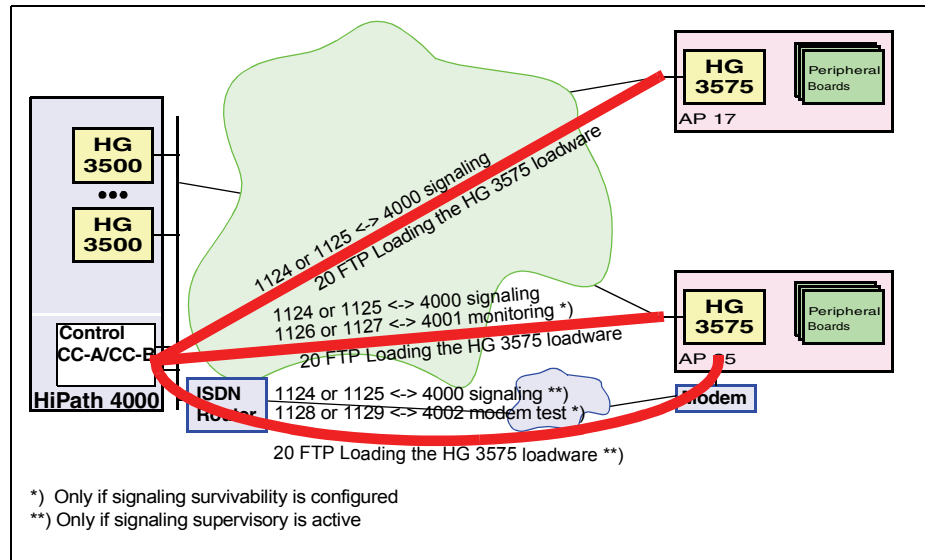 HG
3500
•••
HG
3500
Control
CC-A/CC-B
HiPath 4000
HG
3575
Peripheral
Boards
AP 17
1124 or 1125 <-> 4000 signaling
20 FTP Loading the HG 3575 loadware
1124 or 1125 <-> 4000 signaling
1126 or 1127 <-> 4001 monitoring *)
20 FTP Loading the HG 3575 loadware
HG
3575
Peripheral
Boards
AP
ISDN
Router
1124 or 1125 <-> 4000 signaling **)
1128 or 1129 <-> 4002 modem test *)
Modem
20 FTP Loading the HG 3575 loadware **)
*) Only if signaling survivability is configured
**) Only if signaling supervisory is active